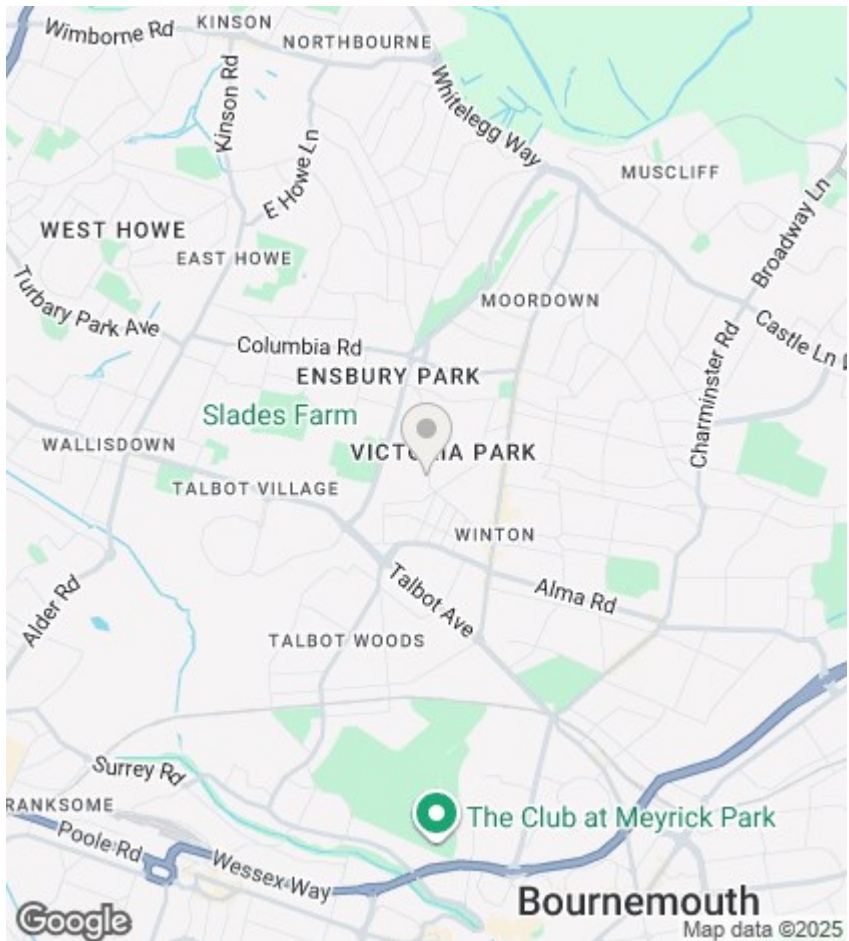 KINSON
Wimborne Rd
NORTHBOURNE
Kinson Rd
Whitelegg Way
MUSCLIFF
E Howe Ln
Broadway Ln
WEST HOWE
EAST HOWE
MOORDOWN
Turbary Park Ave
Columbia Rd
Castle Ln W
ENSBURY PARK
Charminster Rd
Slades Farm
WALLISDOWN
VICTORIA PARK
TALBOT VILLAGE
WINTON
Alder Rd
Talbot Ave
Alma Rd
TALBOT WOODS
Surrey Rd
RANKSOME
The Club at Meyrick Park
Poole Rd
Wessex Way
Bournemouth
Google
Map data ©2025